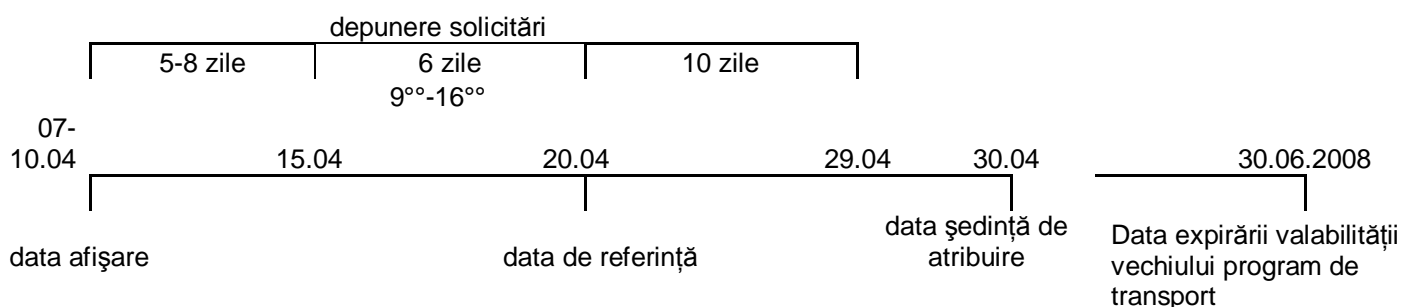 depunere solicitări
5-8 zile 6 zile 10 zile
9°°-16°°
07-
10.04 15.04 20.04 29.04 30.04 30.06.2008
data şedinţă de
atribuire
data afişare data de referinţă
Data expirării valabilităţii
vechiului program de
transport